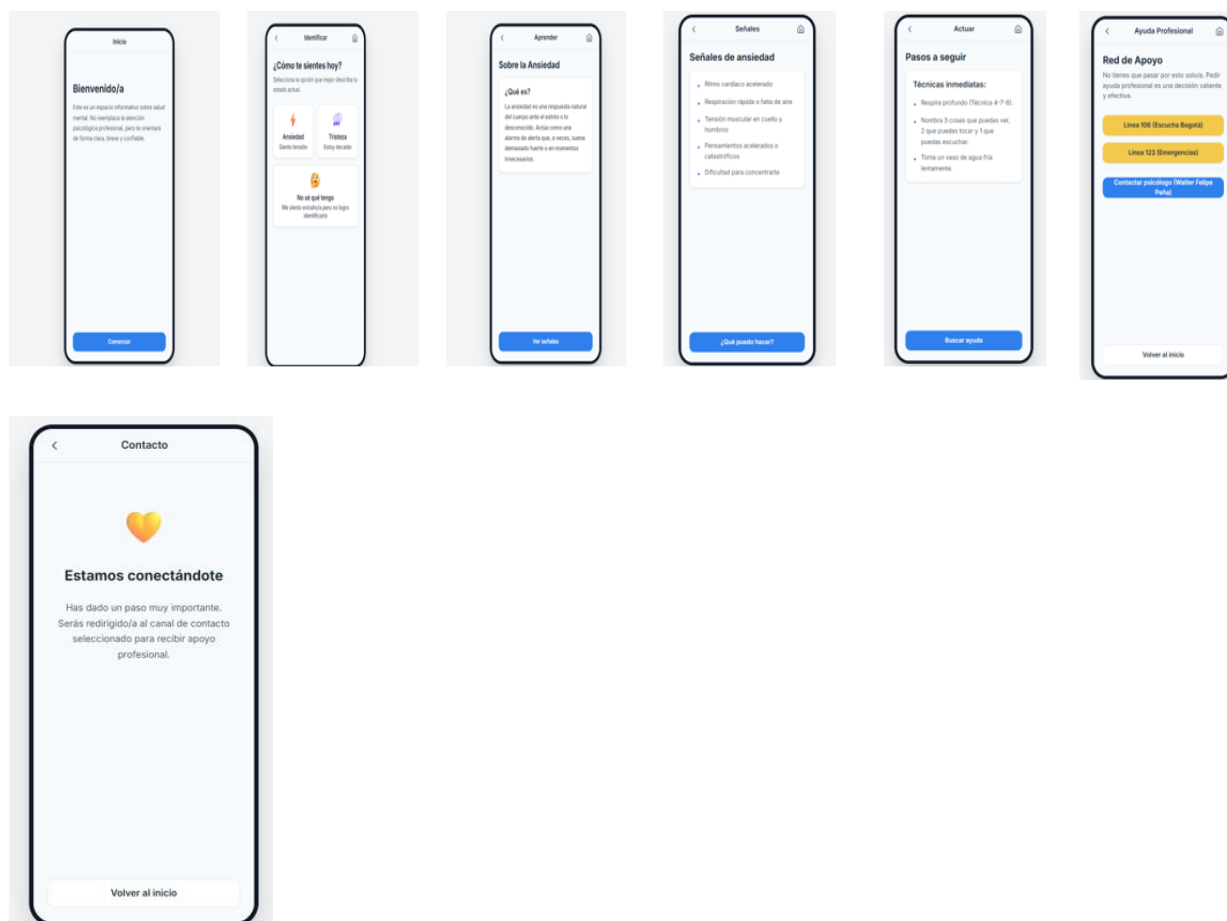 Inicio
Bienvenido/a
Este es un espacio informativo sobre salud
mental. No reemplaza la atención
psicológica profesional, pero te orientará
de forma clara, breve y confiable.
Comenzar
Identificar
¿Cómo te sientes hoy?
Selecciona la opción que mejor describa tu
estado actual.
Ansiedad
Siento tensión
Tristeza
Estoy decaído
No sé qué tengo
Me siento extraño/a pero no logro
identificarlo
Aprender
Sobre la Ansiedad
¿Qué es?
La ansiedad es una respuesta natural
del cuerpo ante el estrés o lo
desconocido. Actúa como una
alarma de alerta que, a veces, suena
demasiado fuerte o en momentos
innecesarios.
Ver señales
Señales
Señales de ansiedad
Ritmo cardíaco acelerado
Respiración rápida o falta de aire
Tensión muscular en cuello y
hombros
Pensamientos acelerados o
catastróficos
Dificultad para concentrarte
¿Qué puedo hacer?
Actuar
Pasos a seguir
Técnicas inmediatas:
Respira profundo (Técnica 4-7-8).
Nombra 3 cosas que puedas ver,
2 que puedas tocar y 1 que
puedas escuchar.
Toma un vaso de agua fría
lentamente.
Buscar ayuda
Ayuda Profesional
Red de Apoyo
No tienes que pasar por esto solo/a. Pedir
ayuda profesional es una decisión valiente
y efectiva.
Línea 106 (Escucha Bogotá)
Línea 123 (Emergencias)
Contactar psicólogo (Walter Felipe
Peña)
Volver al inicio
Contacto
Estamos conectándote
Has dado un paso muy importante.
Serás redirigido/a al canal de contacto
seleccionado para recibir apoyo
profesional.
Volver al inicio